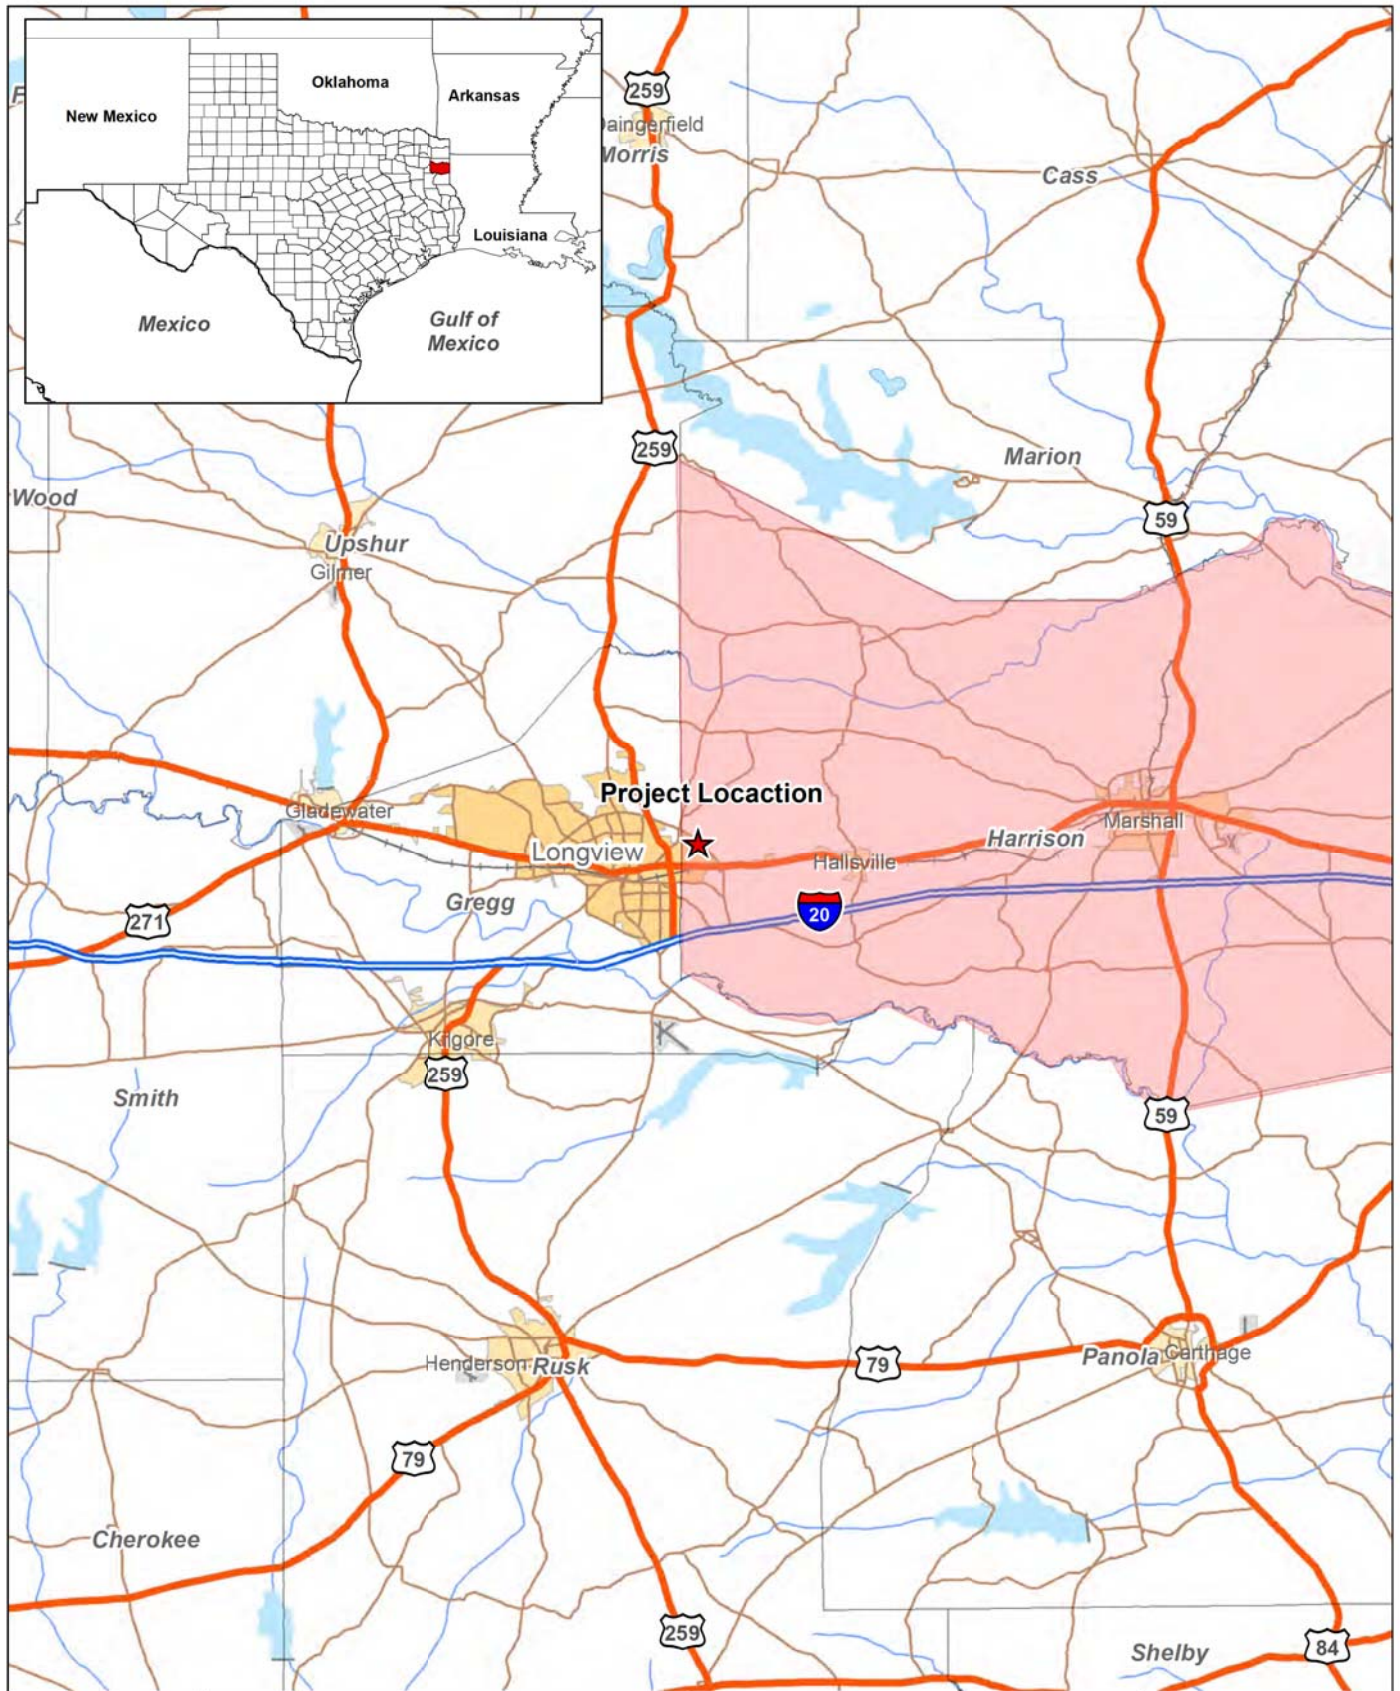 Oklahoma
Arkansas
New Mexico
Louisiana
Mexico
Gulf of
Mexico
259
Daingerfield
Morris
Cass
259
Marion
Wood
59
Upshur
Gilmer
Project Locaction
Gladewater
Marshall
Harrison
Longview
Hallsville
Gregg
20
271
Kilgore
259
Smith
59
Panola
Carthage
79
Henderson
Rusk
79
Cherokee
259
84
Shelby